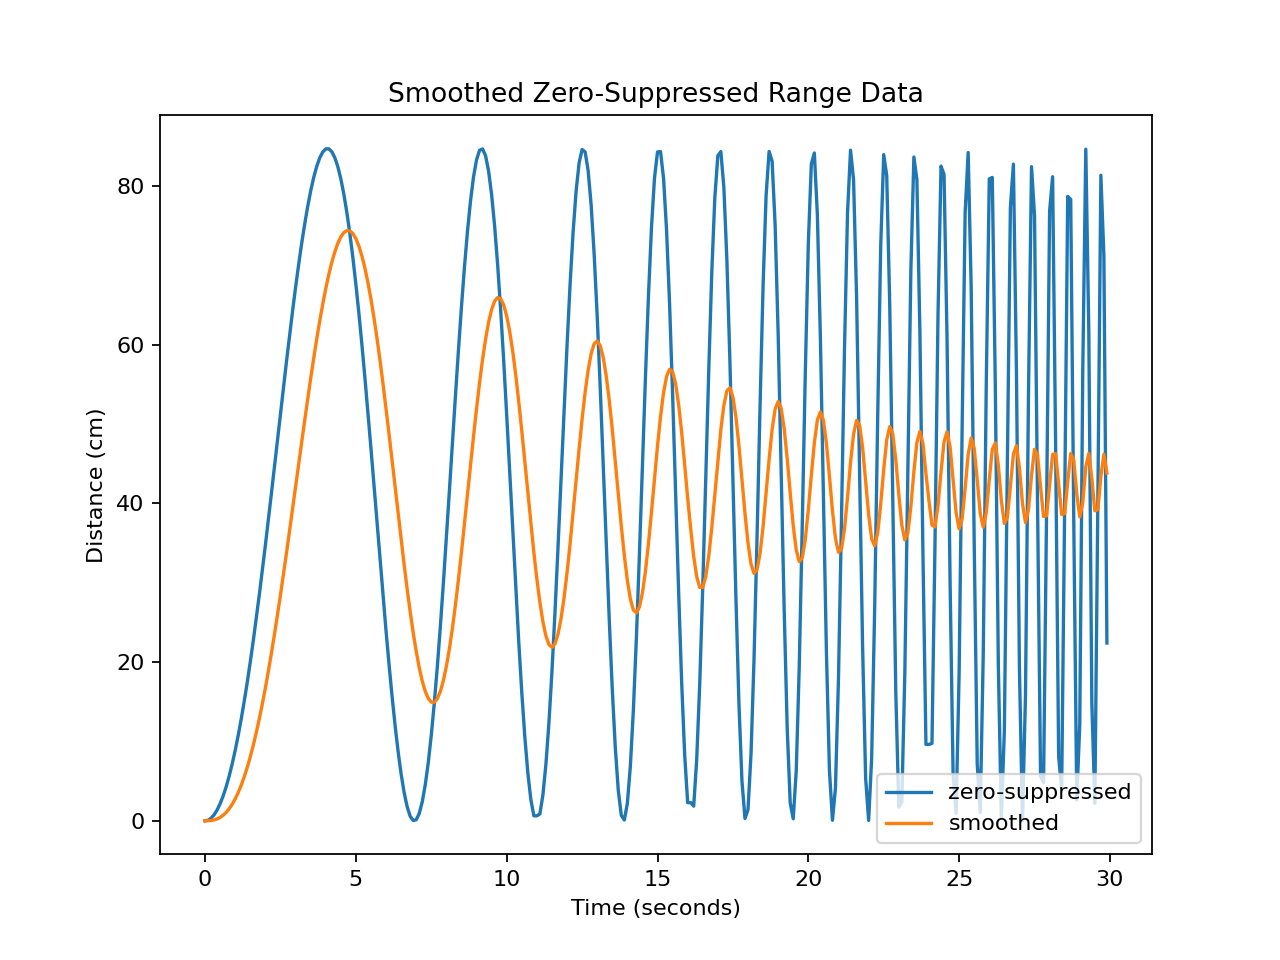 Smoothed Zero-Suppressed Range Data
Distance (cm)
80
60
40
20
0
0 5 10 15 20 25 30
Time (seconds)
zero-suppressed
smoothed